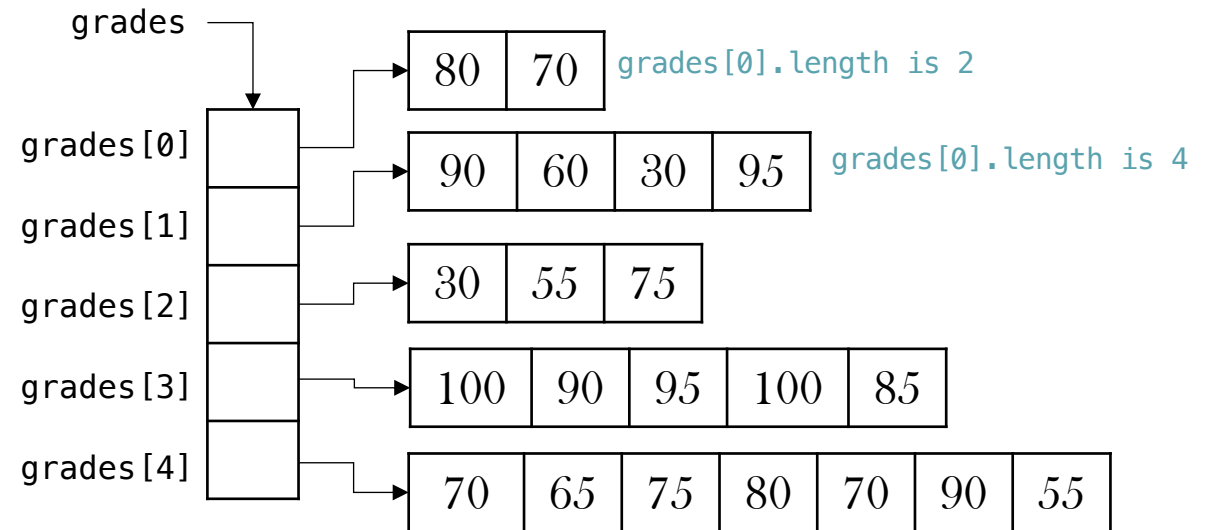 grades
80 70 grades[0].length is 2
grades[0]
90 60 30 95 grades[0].length is 4
grades[1]
30 55 75
grades[2]
100 90 95 100 85
grades[3]
70 65 75 80 70 90 55
grades[4]